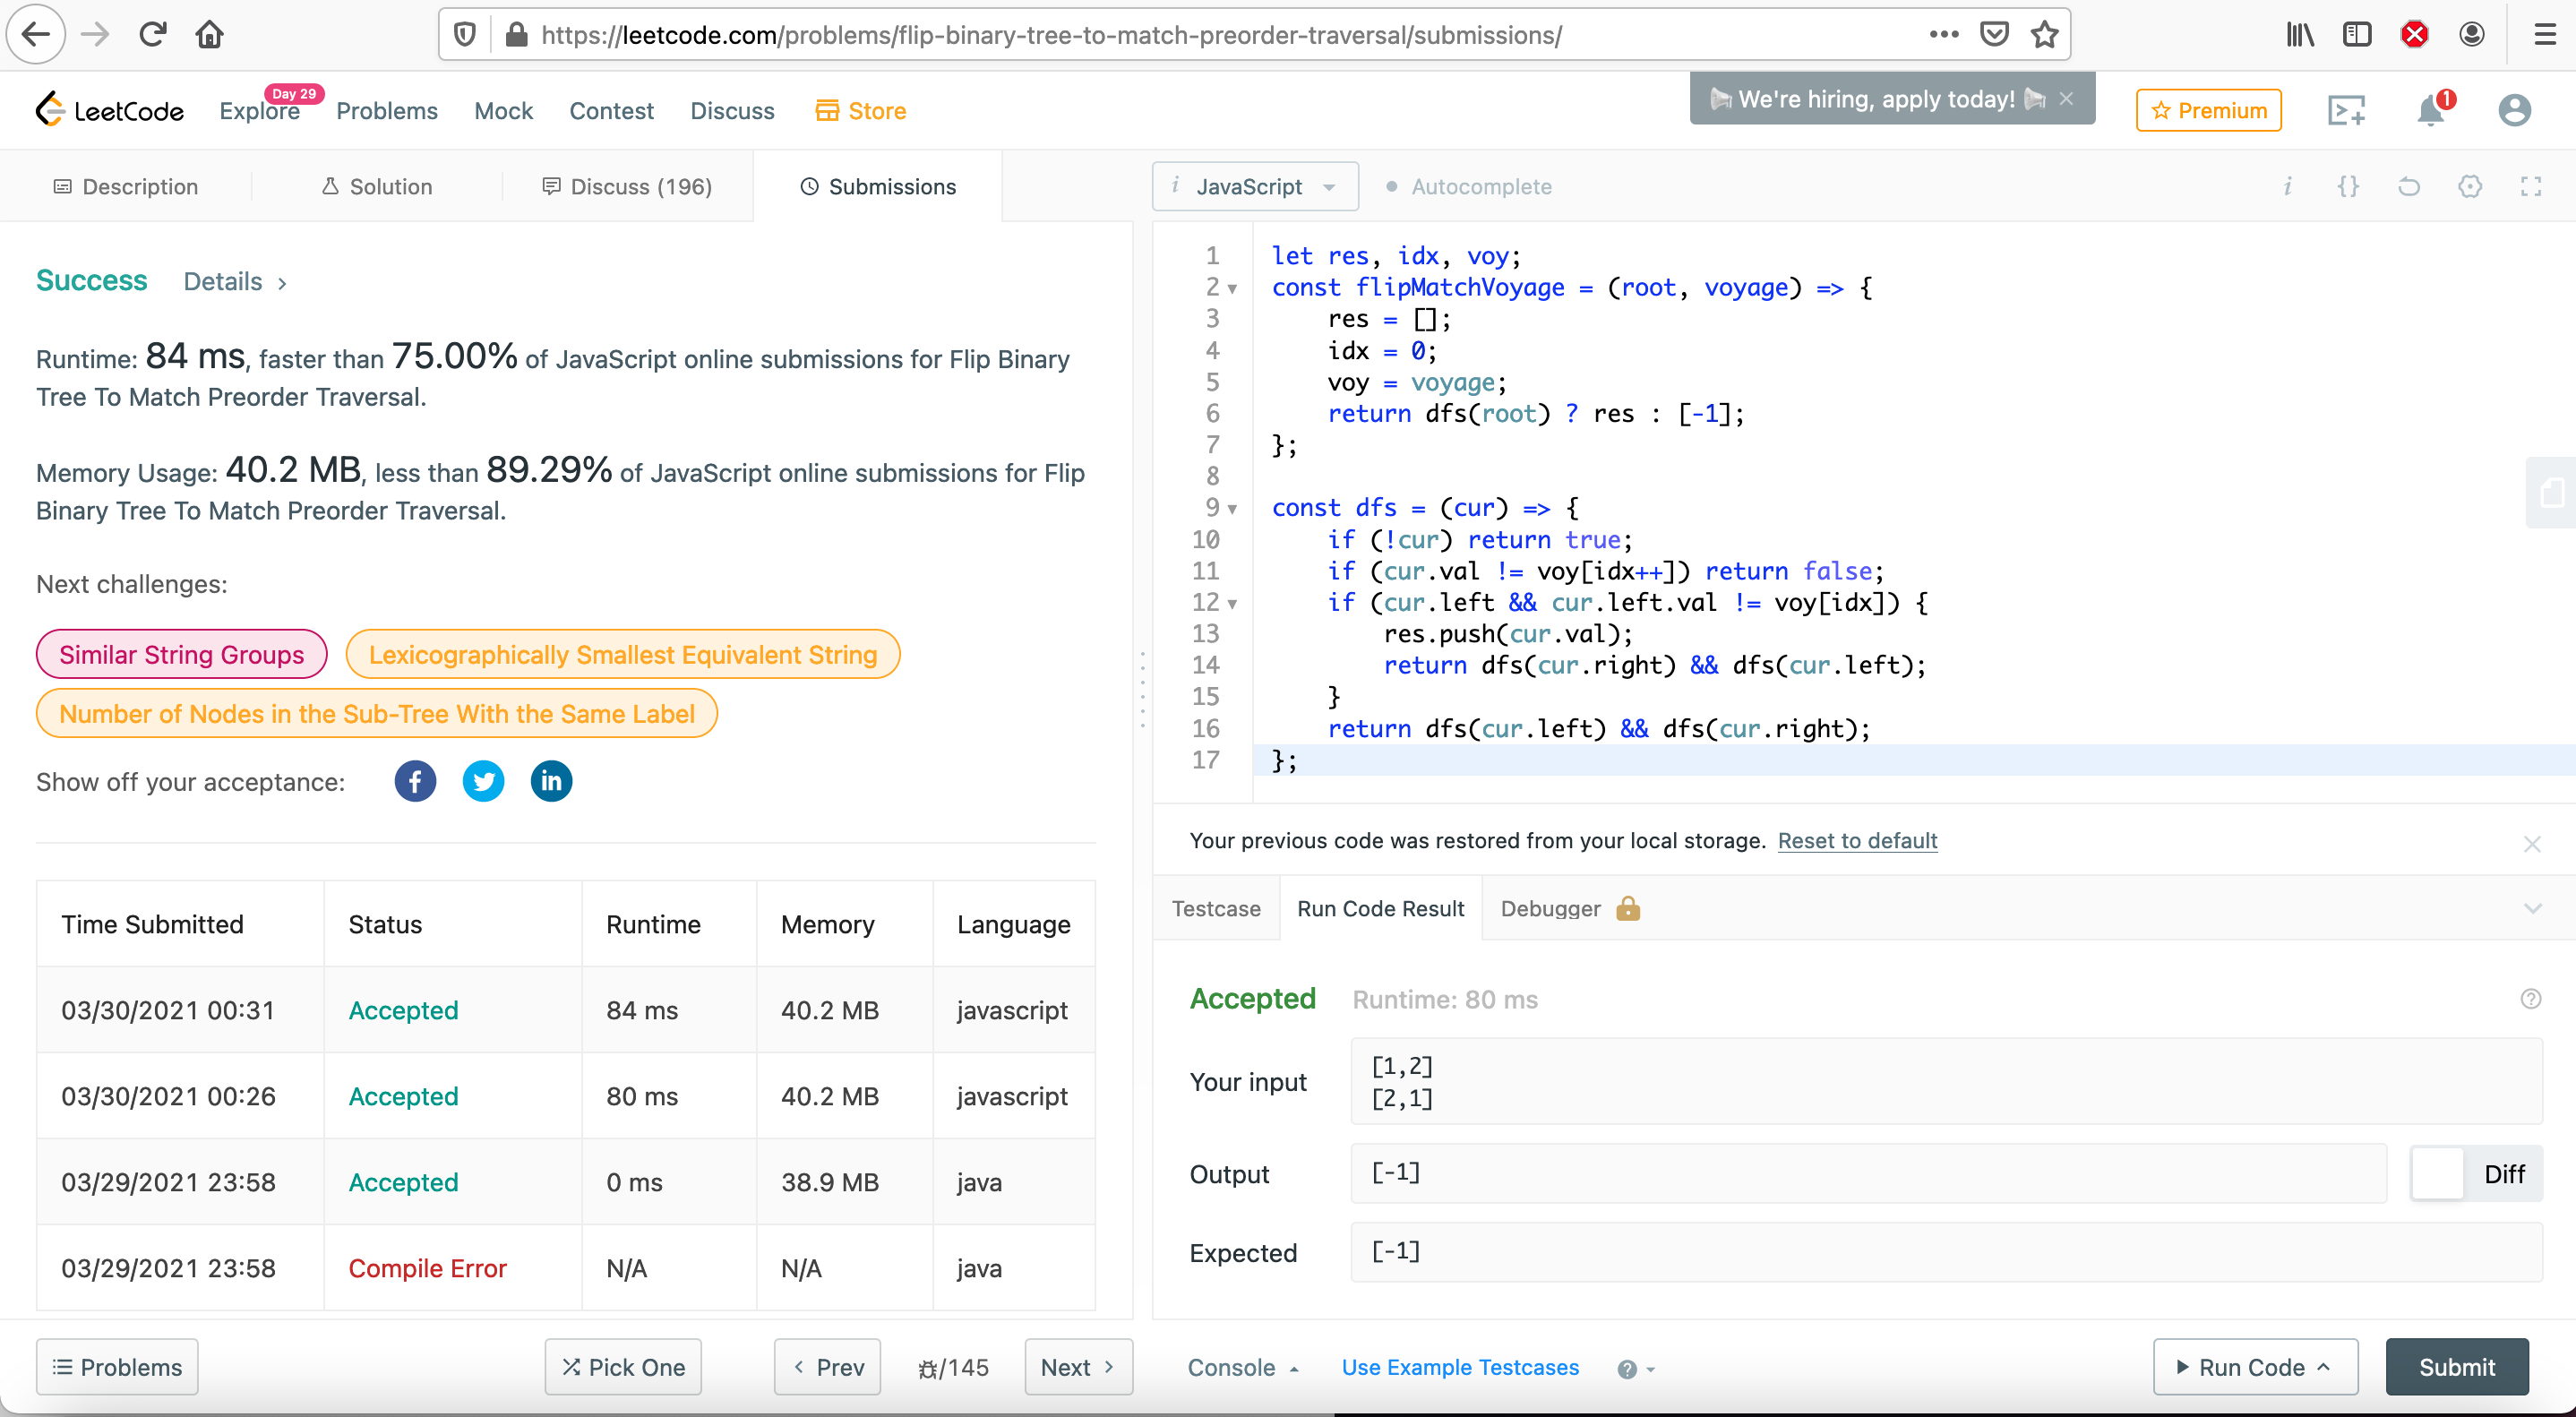 https://leetcode.com/problems/flip-binary-tree-to-match-preorder-traversal/submissions/
LeetCode
Explore
Day 29
Problems
Mock
Contest
Discuss
Store
We're hiring, apply today!
Premium
1
Description
Solution
Discuss (196)
Submissions
Success
Details
Runtime: 84 ms, faster than 75.00% of JavaScript online submissions for Flip Binary
Tree To Match Preorder Traversal.
Memory Usage: 40.2 MB, less than 89.29% of JavaScript online submissions for Flip
Binary Tree To Match Preorder Traversal.
Next challenges:
Similar String Groups
Lexicographically Smallest Equivalent String
Number of Nodes in the Sub-Tree With the Same Label
Show off your acceptance:
Time Submitted Status Runtime Memory Language
03/30/2021 00:31 Accepted 84 ms 40.2 MB javascript
03/30/2021 00:26 Accepted 80 ms 40.2 MB javascript
03/29/2021 23:58 Accepted 0 ms 38.9 MB java
03/29/2021 23:58 Compile Error N/A N/A java
Problems
Pick One
Prev
/145
Next
JavaScript
Autocomplete
1 let res, idx, voy;
2 const flipMatchVoyage = (root, voyage) => {
3     res = [];
4     idx = 0;
5     voy = voyage;
6     return dfs(root) ? res : [-1];
7 };
8
9 const dfs = (cur) => {
10     if (!cur) return true;
11     if (cur.val != voy[idx++]) return false;
12     if (cur.left && cur.left.val != voy[idx]) {
13         res.push(cur.val);
14         return dfs(cur.right) && dfs(cur.left);
15     }
16     return dfs(cur.left) && dfs(cur.right);
17 };
Your previous code was restored from your local storage. Reset to default
Testcase
Run Code Result
Debugger
Accepted
Runtime: 80 ms
Your input
[1,2]
[2,1]
Output
[-1]
Diff
Expected
[-1]
Console
Use Example Testcases
Run Code
Submit